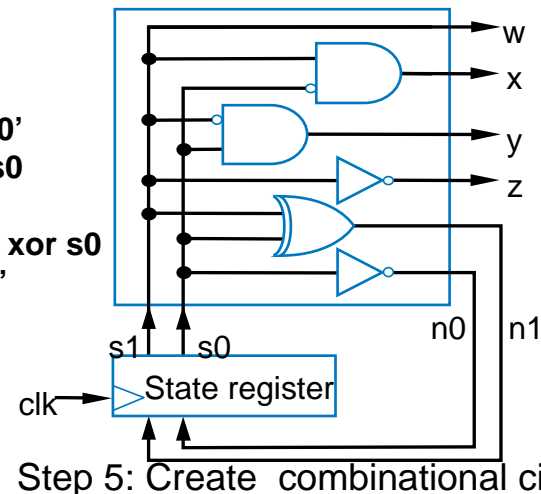 w
x
0’
y
s0
z
xor s0
’
n0 n1
s1 s0
State register
clk
Step 5: Create combinational ci